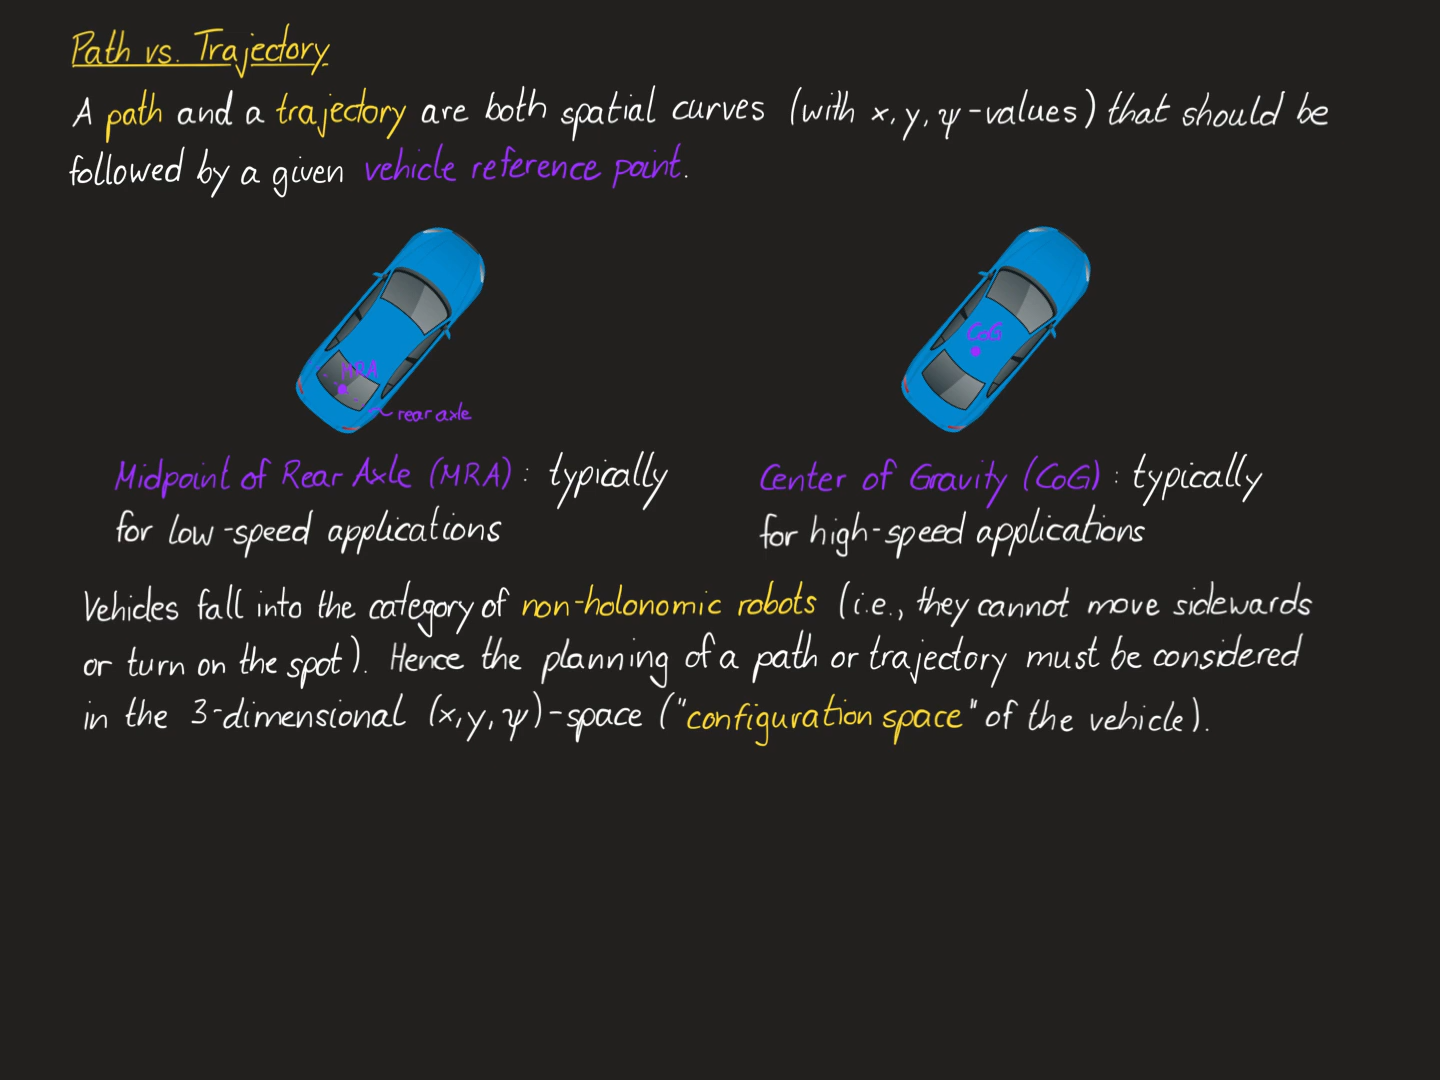 Path vs. Trajectory
A path and a trajectory are both spatial curves (with x, y, ψ-values) that should be
followed by a given vehicle reference point.
MRA
rear axle
CoG
Midpoint of Rear Axle (MRA): typically
for low-speed applications
Center of Gravity (CoG): typically
for high-speed applications
Vehicles fall into the category of non-holonomic robots (i.e., they cannot move sidewards
or turn on the spot). Hence the planning of a path or trajectory must be considered
in the 3-dimensional (x, y, ψ)-space ("configuration space" of the vehicle).